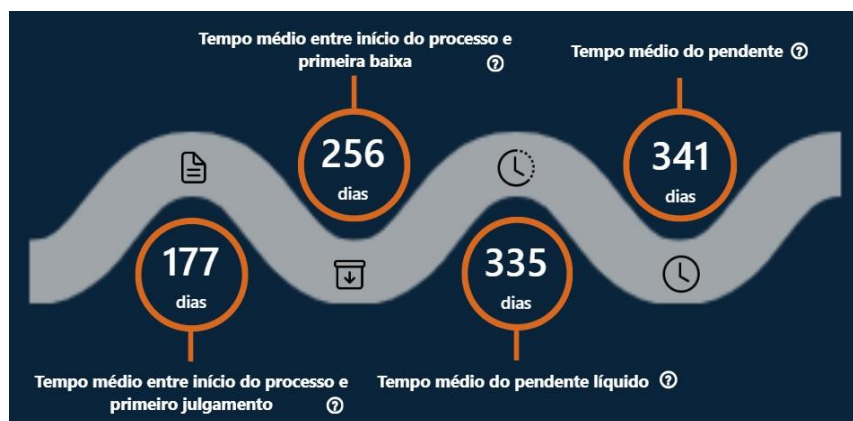 Tempo médio entre início do processo e
primeira baixa
Tempo médio do pendente
256
dias
341
dias
177
dias
335
dias
Tempo médio entre início do processo e
primeiro julgamento
Tempo médio do pendente líquido